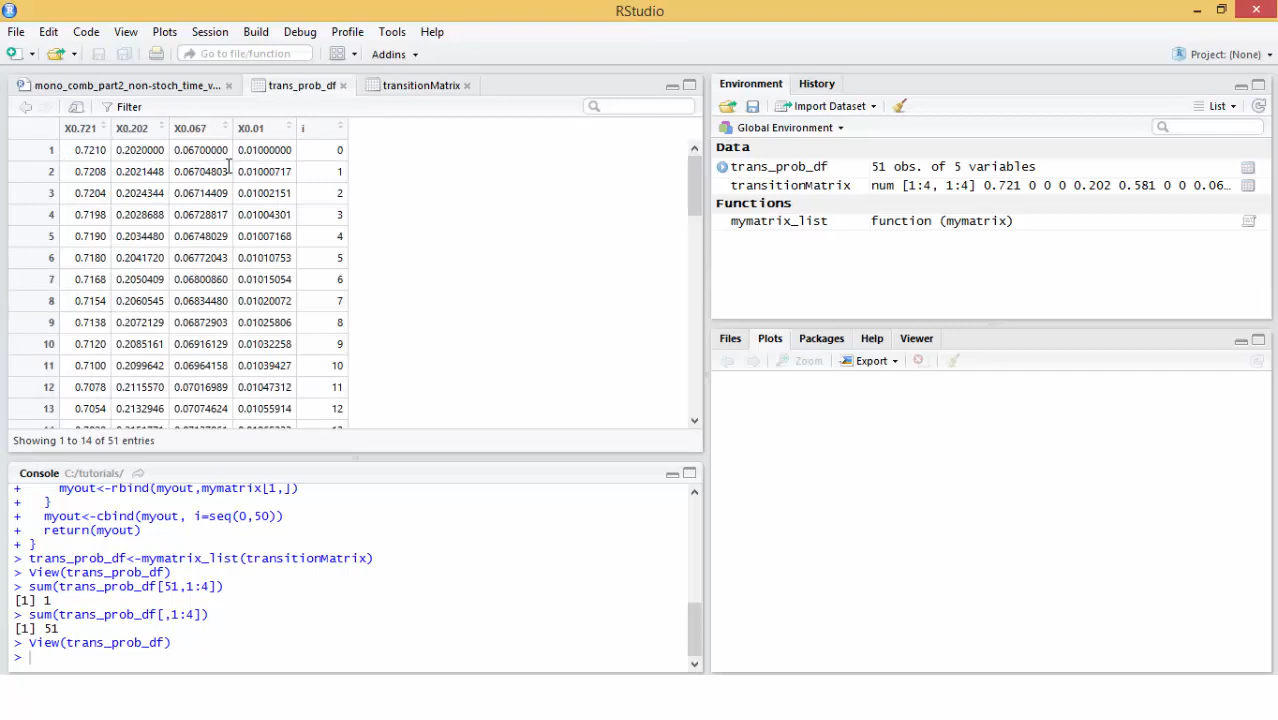 RStudio
File Edit Code View Plots Session Build Debug Profile Tools Help
Go to file/function Addins Project: (None)
mono_comb_part2_non-stoch_time_v... trans_prob_df transitionMatrix
Filter
X0.721 X0.202 X0.067 X0.01 i
1 0.7210 0.2020000 0.06700000 0.01000000 0
2 0.7208 0.2021448 0.06704803 0.01000717 1
3 0.7204 0.2024344 0.06714409 0.01002151 2
4 0.7198 0.2028688 0.06728817 0.01004301 3
5 0.7190 0.2034480 0.06748029 0.01007168 4
6 0.7180 0.2041720 0.06772043 0.01010753 5
7 0.7168 0.2050409 0.06800860 0.01015054 6
8 0.7154 0.2060545 0.06834480 0.01020072 7
9 0.7138 0.2072129 0.06872903 0.01025806 8
10 0.7120 0.2085161 0.06916129 0.01032258 9
11 0.7100 0.2099642 0.06964158 0.01039427 10
12 0.7078 0.2115570 0.07016989 0.01047312 11
13 0.7054 0.2132946 0.07074624 0.01055914 12
Showing 1 to 14 of 51 entries
Console C:/tutorials/
+ myout<-rbind(myout,mymatrix[1,])
+ }
+ myout<-cbind(myout, i=seq(0,50))
+ return(myout)
+ }
> trans_prob_df<-mymatrix_list(transitionMatrix)
> View(trans_prob_df)
> sum(trans_prob_df[51,1:4])
[1] 1
> sum(trans_prob_df[,1:4])
[1] 51
> View(trans_prob_df)
>
Environment History
Import Dataset List
Global Environment
Data
trans_prob_df 51 obs. of 5 variables
transitionMatrix num [1:4, 1:4] 0.721 0 0 0 0.202 0.581 0 0 0.06...
Functions
mymatrix_list function (mymatrix)
Files Plots Packages Help Viewer
Zoom Export